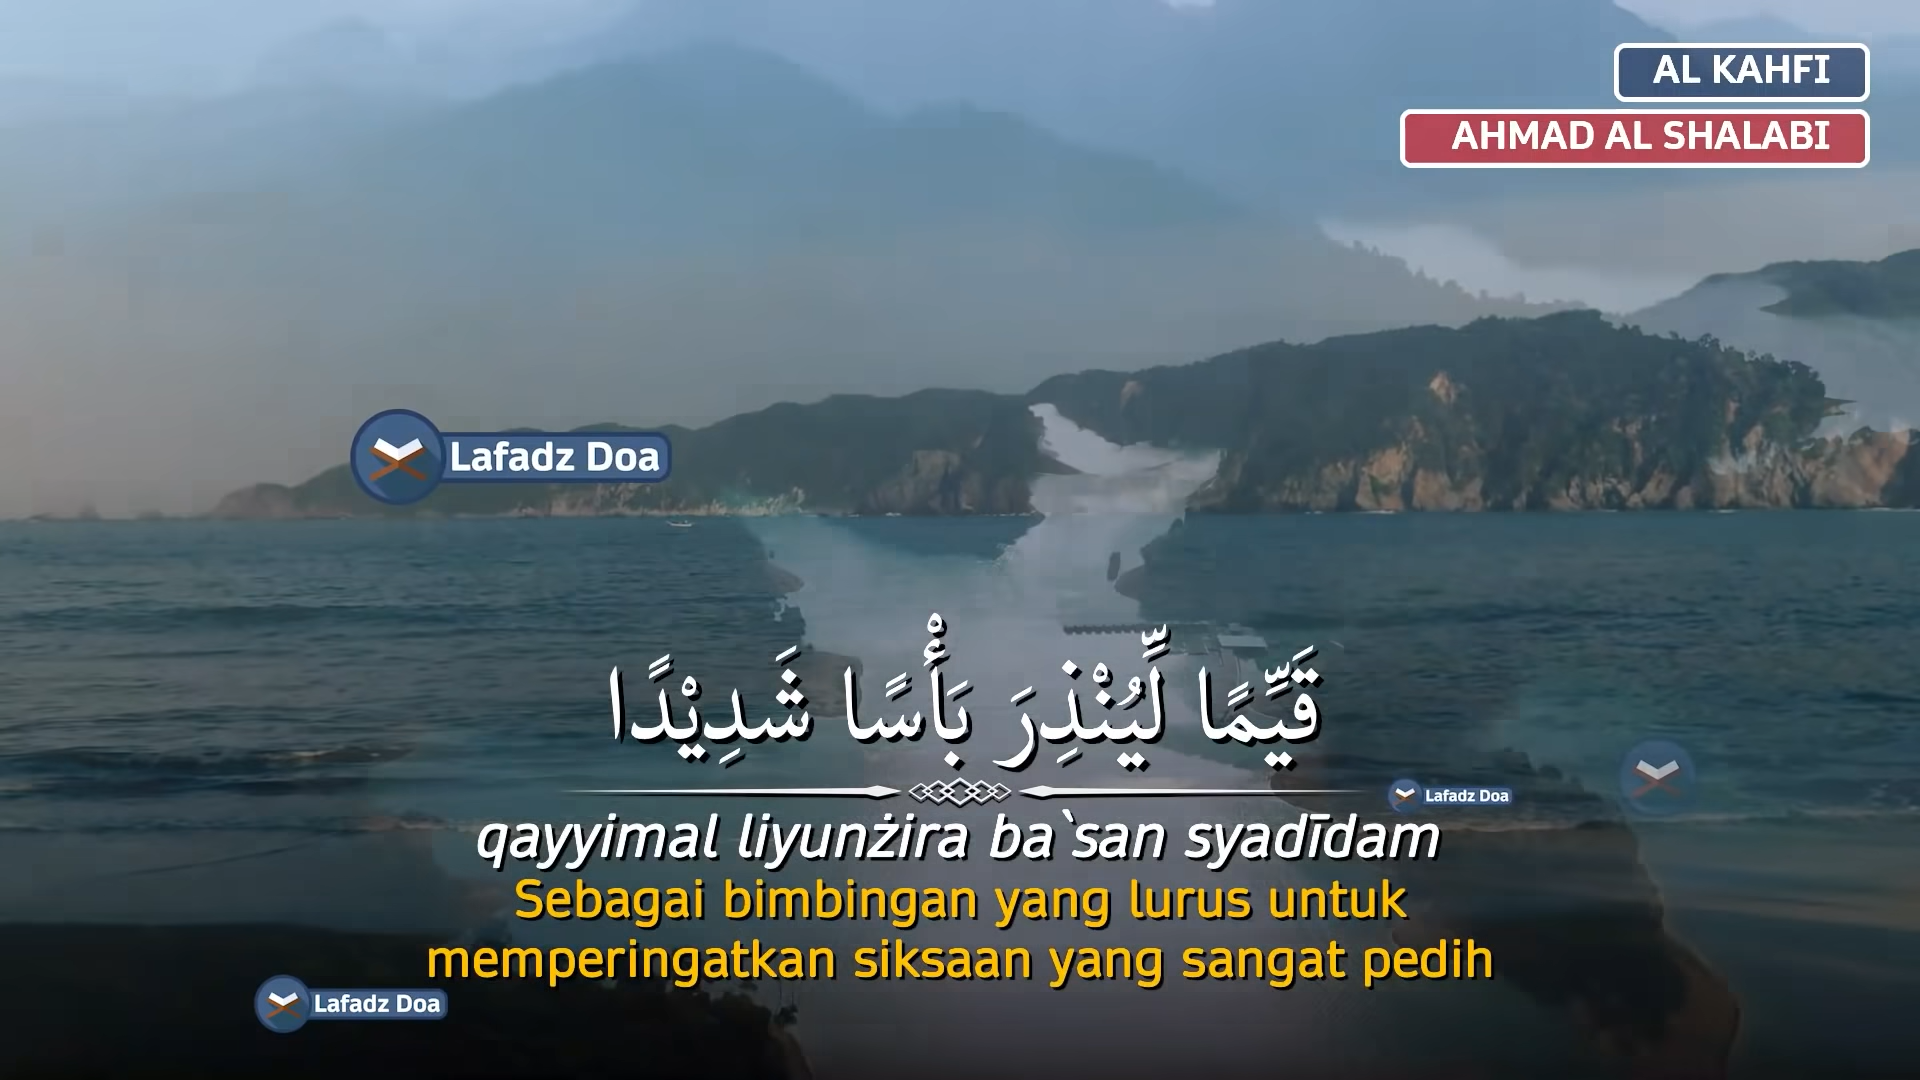 AL KAHFI
AHMAD AL SHALABI
Lafadz Doa
قَيِّمًا لِّيُنْذِرَ بَأْسًا شَدِيْدًا
Lafadz Doa
qayyimal liyunżira ba`san syadīdam
Sebagai bimbingan yang lurus untuk
memperingatkan siksaan yang sangat pedih
Lafadz Doa